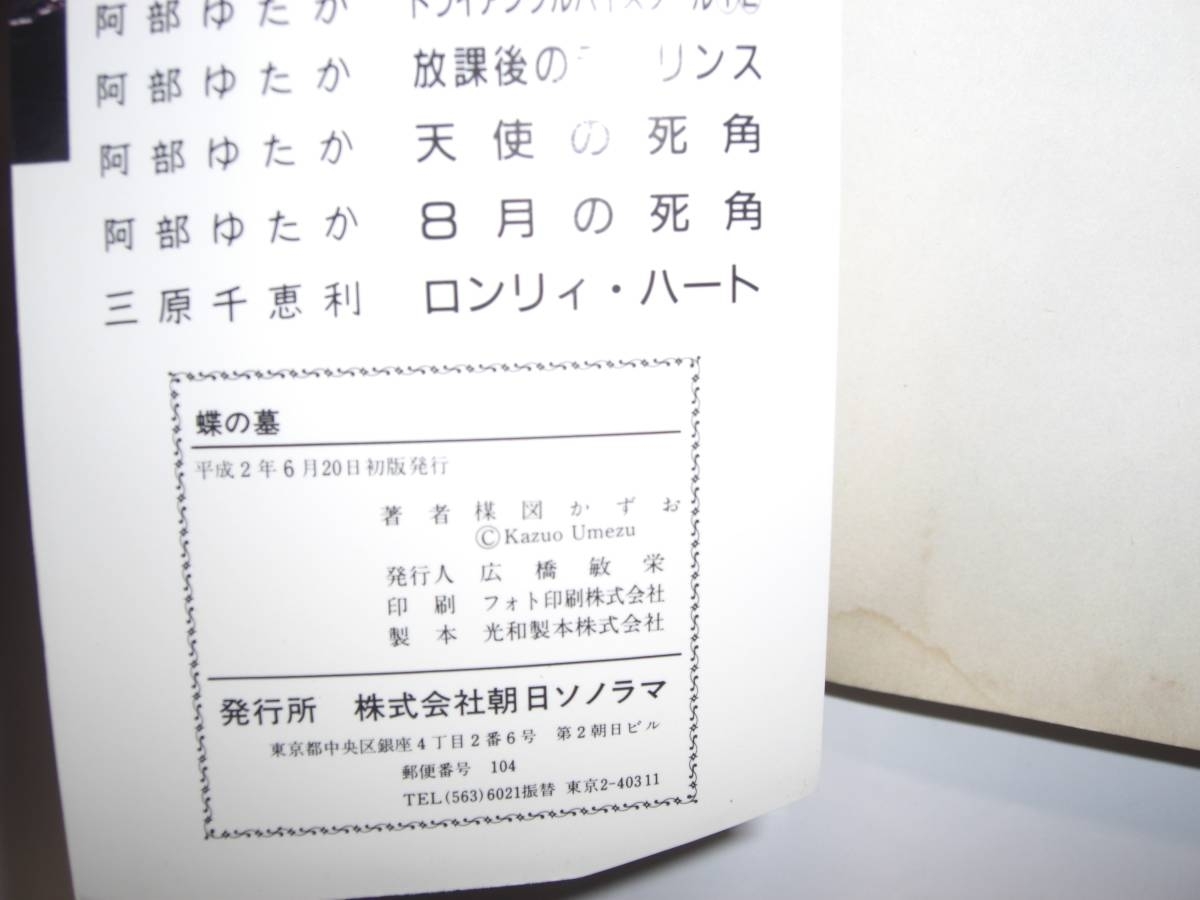 阿部ゆたか
阿部ゆたか 放課後の リンス
阿部ゆたか 天使の死角
阿部ゆたか 8月の死角
三原千恵利 ロンリィ・ハート
蝶の墓
平成2年6月20日初版発行
著者 楳図かずお
©Kazuo Umezu
発行人 広橋敏栄
印刷 フォト印刷株式会社
製本 光和製本株式会社
発行所 株式会社朝日ソノラマ
東京都中央区銀座4丁目2番6号 第2朝日ビル
郵便番号 104
TEL(563)6021振替 東京2-40311